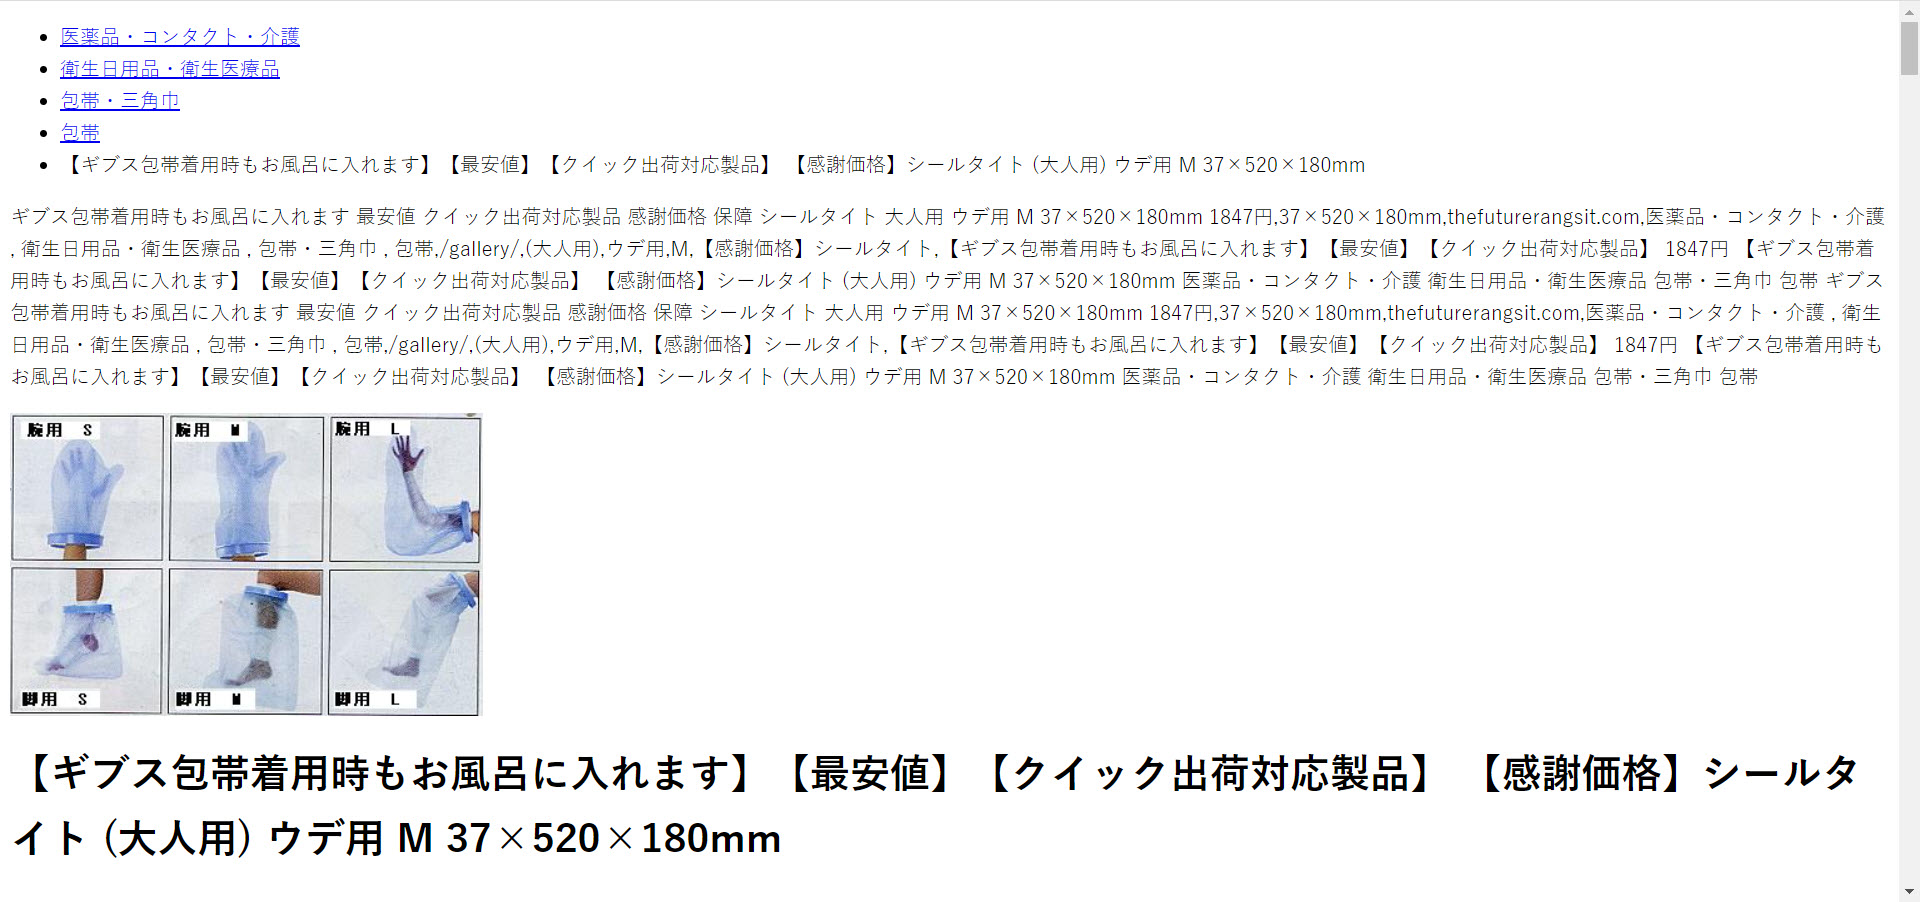 医薬品・コンタクト・介護
衛生日用品・衛生医療品
包帯・三角巾
包帯
【ギブス包帯着用時もお風呂に入れます】【最安値】【クイック出荷対応製品】 【感謝価格】シールタイト (大人用) ウデ用 M 37×520×180mm
ギブス包帯着用時もお風呂に入れます 最安値 クイック出荷対応製品 感謝価格 保障 シールタイト 大人用 ウデ用 M 37×520×180mm 1847円,37×520×180mm,thefuturerangsit.com,医薬品・コンタクト・介護
, 衛生日用品・衛生医療品 , 包帯・三角巾 , 包帯,/gallery/,(大人用),ウデ用,M,【感謝価格】シールタイト,【ギブス包帯着用時もお風呂に入れます】【最安値】【クイック出荷対応製品】 1847円 【ギブス包帯着
用時もお風呂に入れます】【最安値】【クイック出荷対応製品】 【感謝価格】シールタイト (大人用) ウデ用 M 37×520×180mm 医薬品・コンタクト・介護 衛生日用品・衛生医療品 包帯・三角巾 包帯 ギブス
包帯着用時もお風呂に入れます 最安値 クイック出荷対応製品 感謝価格 保障 シールタイト 大人用 ウデ用 M 37×520×180mm 1847円,37×520×180mm,thefuturerangsit.com,医薬品・コンタクト・介護 , 衛生
日用品・衛生医療品 , 包帯・三角巾 , 包帯,/gallery/,(大人用),ウデ用,M,【感謝価格】シールタイト,【ギブス包帯着用時もお風呂に入れます】【最安値】【クイック出荷対応製品】 1847円 【ギブス包帯着用時も
お風呂に入れます】【最安値】【クイック出荷対応製品】 【感謝価格】シールタイト (大人用) ウデ用 M 37×520×180mm 医薬品・コンタクト・介護 衛生日用品・衛生医療品 包帯・三角巾 包帯
腕用 S
腕用 M
腕用 L
脚用 S
脚用 M
脚用 L
【ギブス包帯着用時もお風呂に入れます】【最安値】【クイック出荷対応製品】 【感謝価格】シールタ
イト (大人用) ウデ用 M 37×520×180mm